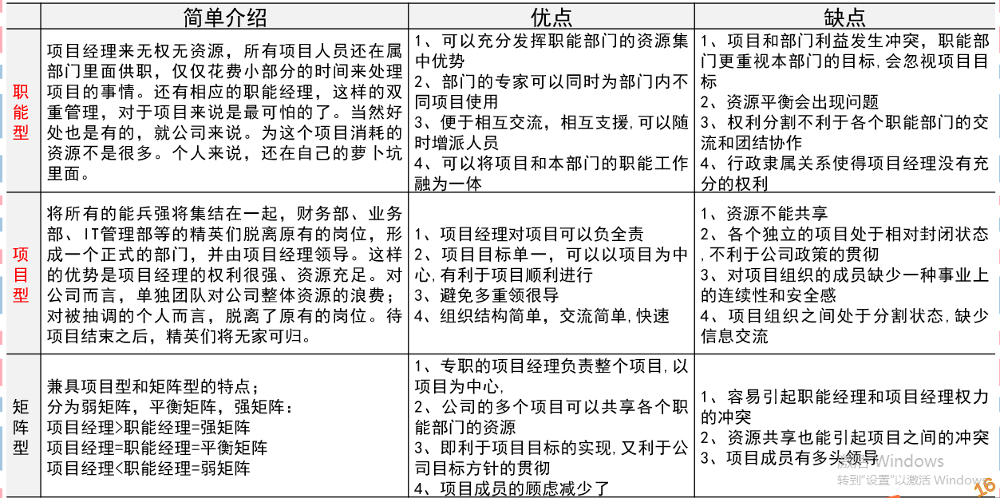 简单介绍
优点
缺点
职能型
项目经理来无权无资源，所有项目人员还在属
部门里面供职，仅仅花费小部分的时间来处理
项目的事情。还有相应的职能经理，这样的双
重管理，对于项目来说是最可怕的了。当然好
处也是有的，就公司来说。为这个项目消耗的
资源不是很多。个人来说，还在自己的萝卜坑
里面。
1、可以充分发挥职能部门的资源集
中优势
2、部门的专家可以同时为部门内不
同项目使用
3、便于相互交流，相互支援,可以随
时增派人员
4、可以将项目和本部门的职能工作
融为一体
1、项目和部门利益发生冲突，职能部
门更重视本部门的目标,会忽视项目目
标
2、资源平衡会出现问题
3、权利分割不利于各个职能部门的交
流和团结协作
4、行政隶属关系使得项目经理没有充
分的权利
项目型
将所有的能兵强将集结在一起，财务部、业务
部、IT管理部等的精英们脱离原有的岗位，形
成一个正式的部门，并由项目经理领导。这样
的优势是项目经理的权利很强、资源充足。对
公司而言，单独团队对公司整体资源的浪费；
对被抽调的个人而言，脱离了原有的岗位。待
项目结束之后，精英们将无家可归。
1、项目经理对项目可以负全责
2、项目目标单一，可以以项目为中
心,有利于项目顺利进行
3、避免多重领很导
4、组织结构简单，交流简单,快速
1、资源不能共享
2、各个独立的项目处于相对封闭状态
,不利于公司政策的贯彻
3、对项目组织的成员缺少一种事业上
的连续性和安全感
4、项目组织之间处于分割状态,缺少
信息交流
矩阵型
兼具项目型和矩阵型的特点；
分为弱矩阵，平衡矩阵，强矩阵：
项目经理>职能经理=强矩阵
项目经理=职能经理=平衡矩阵
项目经理<职能经理=弱矩阵
1、专职的项目经理负责整个项目,以
项目为中心,
2、公司的多个项目可以共享各个职
能部门的资源
3、即利于项目目标的实现,又利于公
司目标方针的贯彻
4、项目成员的顾虑减少了
1、容易引起职能经理和项目经理权力
的冲突
2、资源共享也能引起项目之间的冲突
3、项目成员有多头领导
激活 Windows
转到“设置”以激活 Windows。
16